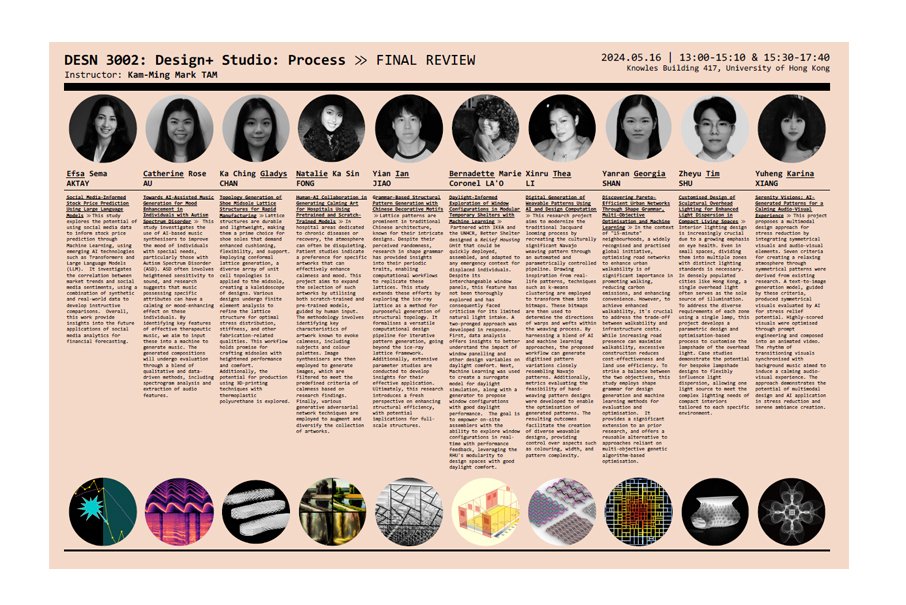 DESN 3002: Design+ Studio: Process >> FINAL REVIEW
Instructor: Kam-Ming Mark TAM
2024.05.16 | 13:00-15:10 & 15:30-17:40
Knowles Building 417, University of Hong Kong
Efsa Sema
AKTAY
Social Media-Informed
Stock Price Prediction
Using Large Language
Models >> This study
explores the potential of
using social media data
to inform stock price
prediction through
Machine Learning, using
emerging AI technologies
such as Transformers and
Large Language Models
(LLM). It investigates
the correlation between
market trends and social
media sentiments, using a
combination of synthetic
and real-world data to
develop instructive
comparisons. Overall,
this work provide
insights into the future
applications of social
media analytics for
financial forecasting.
Catherine Rose
AU
Towards AI-Assisted Music
Generation for Mood
Enhancement in
Individuals with Autism
Spectrum Disorder >> This
study investigates the
use of AI-based music
synthesisers to improve
the mood of individuals
with special needs,
particularly those with
Autism Spectrum Disorder
(ASD). ASD often involves
heightened sensitivity to
sound, and research
suggests that music
possessing specific
attributes can have a
calming or mood-enhancing
effect on these
individuals. By
identifying key features
of effective therapeutic
music, we aim to input
these into a machine to
generate music. The
generated compositions
will undergo evaluation
through a blend of
qualitative and data-
driven methods, including
spectrogram analysis and
extraction of audio
features.
Ka Ching Gladys
CHAN
Topology Generation of
Shoe Midsole Lattice
Structures for Rapid
Manufacturing >> Lattice
structures are durable
and lightweight, making
them a prime choice for
shoe soles that demand
enhanced cushioning,
breathability, support.
Employing conformal
lattice generation, a
diverse array of unit
cell topologies is
applied to the midsole,
creating a kaleidoscope
of designs. Various
designs undergo finite
element analysis to
refine the lattice
structure for optimal
stress distribution,
stiffness, and other
fabrication-related
qualities. This workflow
holds promise for
crafting midsoles with
heightened performance
and comfort.
Additionally, the
potential for production
using 3D-printing
techniques with
thermoplastic
polyurethane is explored.
Natalie Ka Sin
FONG
Human-AI Collaboration in
Generating Calming Art
for Hospitals Using
Pretrained and Scratch-
Trained Models >> In
hospital areas dedicated
to chronic diseases or
recovery, the atmosphere
can often be disquieting.
Current studies indicate
a preference for specific
artworks that can
effectively enhance
calmness and mood. This
project aims to expand
the selection of such
artworks by utilising
both scratch-trained and
pre-trained models,
guided by human input.
The methodology involves
identifying key
characteristics of
artwork known to evoke
calmness, including
subjects and colour
palettes. Image
synthesisers are then
employed to generate
images, which are
filtered to meet the
predefined criteria of
calmness based on
research findings.
Finally, various
generative adversarial
network techniques are
employed to augment and
diversify the collection
of artworks.
Yian Ian
JIAO
Grammar-Based Structural
Pattern Generation with
Chinese Decorative Motifs
>> Lattice patterns are
prominent in traditional
Chinese architecture,
known for their intricate
designs. Despite their
perceived randomness,
research in shape grammar
has provided insights
into their periodic
traits, enabling
computational workflows
to replicate these
lattices. This study
extends these efforts by
exploring the ice-ray
lattice as a method for
purposeful generation of
structural topology. It
formalises a versatile
computational design
pipeline for iterative
pattern generation, going
beyond the ice-ray
lattice framework.
Additionally, extensive
parameter studies are
conducted to develop
insights for their
effective application.
Ultimately, this research
introduces a fresh
perspective on enhancing
structural efficiency,
with potential
implications for full-
scale structures.
Bernadette Marie
Coronel LA'O
Daylight-Informed
Exploration of Window
Configurations in Modular
Temporary Shelters with
Machine Learning >>
Partnered with IKEA and
the UNHCR, Better Shelter
designed a Relief Housing
Unit that could be
quickly deployed,
assembled, and adapted to
any emergency context for
displaced individuals.
Despite its
interchangeable window
panels, this feature has
not been thoroughly
explored and has
consequently faced
criticism for its limited
natural light intake. A
two-pronged approach was
developed in response.
First, data analysis
offers insights to better
understand the impact of
window panelling and
other design variables on
daylight comfort. Next,
Machine Learning was used
to create a surrogate
model for daylight
simulation, along with a
generator to propose
window configurations
with good daylight
performance. The goal is
to empower on-site
assemblers with the
ability to explore window
configurations in real-
time with performance
feedback, leveraging the
RHU's modularity to
design spaces with good
daylight comfort.
Xinru Thea
LI
Digital Generation of
Weavable Patterns Using
AI and Design Computation
>> This research project
aims to modernise the
traditional Jacquard
looming process by
recreating the culturally
significant Navajo
diamond pattern through
an automated and
parametrically controlled
pipeline. Drawing
inspiration from real-
life patterns, techniques
such as k-means
clustering are employed
to transform them into
bitmaps. These bitmaps
are then used to
determine the directions
of warps and wefts within
the weaving process. By
harnessing a blend of AI
and machine learning
approaches, the proposed
workflow can generate
digitised pattern
variations closely
resembling Navajo
patterns. Additionally,
metrics evaluating the
feasibility of hand-
weaving pattern designs
were developed to enable
the optimisation of
generated patterns. The
resulting outcomes
facilitate the creation
of diverse weavable
designs, providing
control over aspects such
as colouring, width, and
pattern complexity.
Yanran Georgia
SHAN
Discovering Pareto-
Efficient Urban Networks
Through Shape Grammar,
Multi-Objective
Optimisation and Machine
Learning >> In the context
of "15-minute"
neighbourhoods, a widely
recognised and practised
urban initiative,
optimising road networks
to enhance urban
walkability is of
significant importance in
promoting walking,
reducing carbon
emissions, and enhancing
convenience. However, to
achieve enhanced
walkability, it's crucial
to address the trade-off
between walkability and
infrastructure costs.
While increasing road
presence can maximise
walkability, excessive
construction reduces
cost-effectiveness and
land use efficiency. To
strike a balance between
the two objectives, this
study employs shape
grammar for design
generation and machine
learning methods for
evaluation and
optimisation. It
provides a significant
extension to an prior
research, and offers a
reusable alternative to
approaches reliant on
multi-objective genetic
algorithm-based
optimisation.
Zheyu Tim
SHU
Customised Design of
Sculptural Overhead
Lighting for Enhanced
Light Dispersion in
Compact Living Spaces >>
Interior lighting design
is increasingly crucial
due to a growing emphasis
on eye health. Even in
small spaces, dividing
them into multiple zones
with distinct lighting
standards is necessary.
In densely populated
cities like Hong Kong, a
single overhead light
often serves as the sole
source of illumination.
To address the diverse
requirements of each zone
using a single lamp, this
project develops a
parametric design and
optimisation-based
process to customise the
lampshade of the overhead
light. Case studies
demonstrate the potential
for bespoke lampshade
designs to flexibly
influence light
dispersion, allowing one
light source to meet the
complex lighting needs of
compact interiors
tailored to each specific
environment.
Yuheng Karina
XIANG
Serenity Visions: AI-
Generated Patterns for a
Calming Audio-Visual
Experience >> This project
proposes a multimodal
design approach for
stress reduction by
integrating symmetrical
visuals and audio-visual
elements. Seven criteria
for creating a relaxing
atmosphere through
symmetrical patterns were
derived from existing
research. A text-to-image
generation model, guided
by these criteria,
produced symmetrical
visuals evaluated by AI
for stress relief
potential. Highly-scored
visuals were optimised
through prompt
engineering and composed
into an animated video.
The rhythm of
transitioning visuals
synchronised with
background music aimed to
induce a calming audio-
visual experience. The
approach demonstrates the
potential of multimodal
design and AI application
in stress reduction and
serene ambience creation.